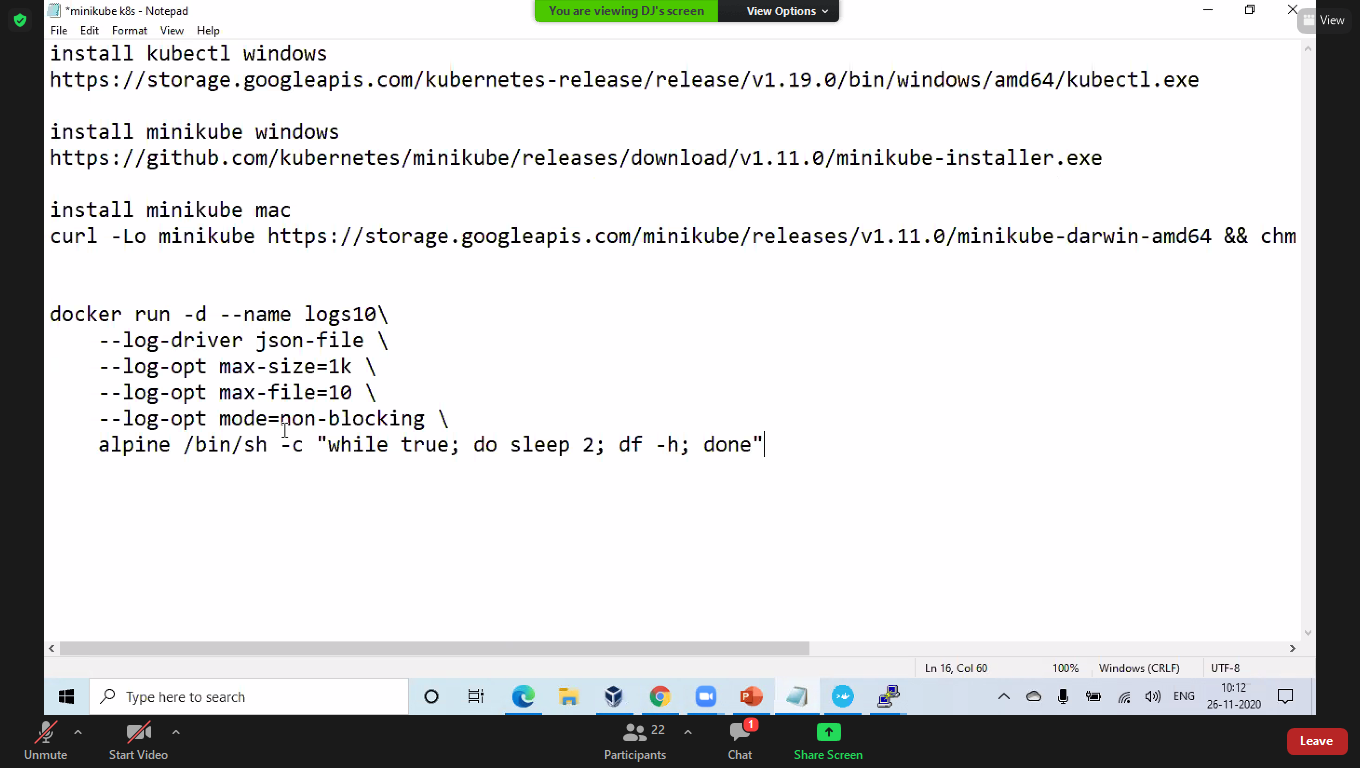 *minikube k8s - Notepad
You are viewing DJ's screen
View Options
View
File Edit Format View Help
install kubectl windows
https://storage.googleapis.com/kubernetes-release/release/v1.19.0/bin/windows/amd64/kubectl.exe
install minikube windows
https://github.com/kubernetes/minikube/releases/download/v1.11.0/minikube-installer.exe
install minikube mac
curl -Lo minikube https://storage.googleapis.com/minikube/releases/v1.11.0/minikube-darwin-amd64 && chm
docker run -d --name logs10\
--log-driver json-file \
--log-opt max-size=1k \
--log-opt max-file=10 \
--log-opt mode=non-blocking \
alpine /bin/sh -c "while true; do sleep 2; df -h; done"
Ln 16, Col 60 100% Windows (CRLF) UTF-8
Type here to search
ENG
10:12
26-11-2020
Unmute
Start Video
22
Participants
1
Chat
Share Screen
Leave